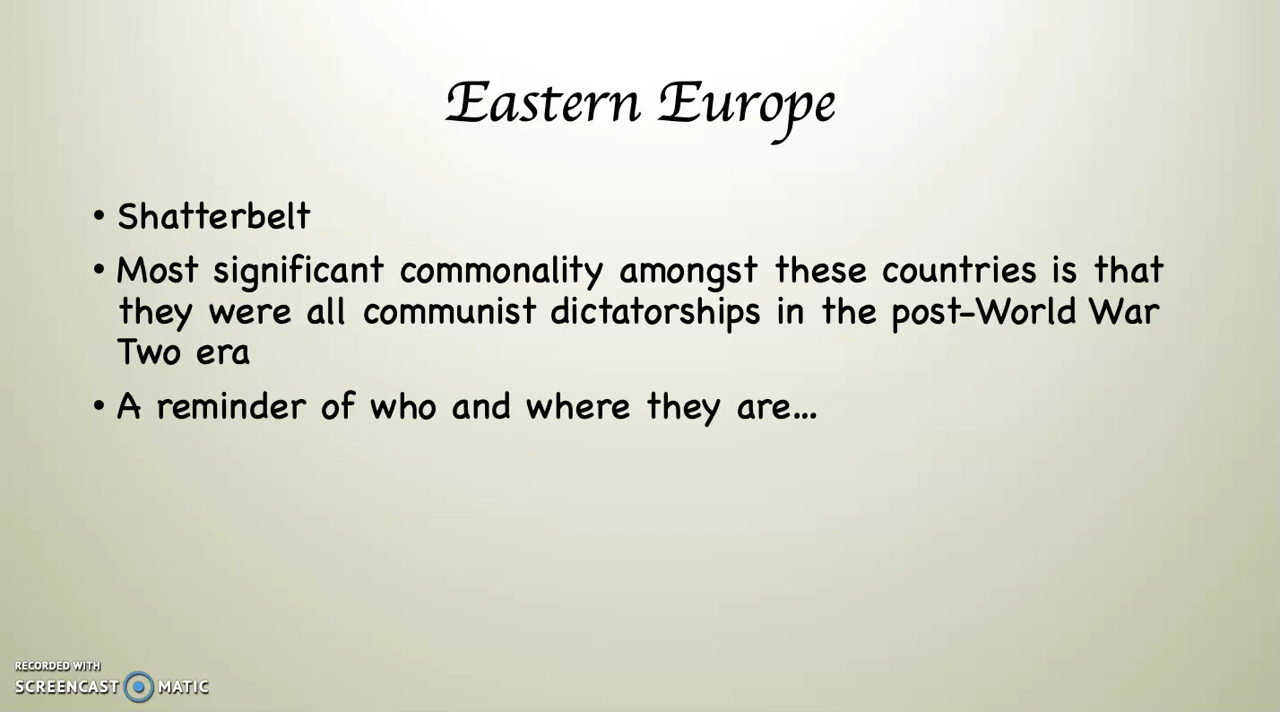 Eastern Europe
• Shatterbelt
• Most significant commonality amongst these countries is that
they were all communist dictatorships in the post-World War
Two era
• A reminder of who and where they are...
RECORDED WITH
SCREENCAST MATIC